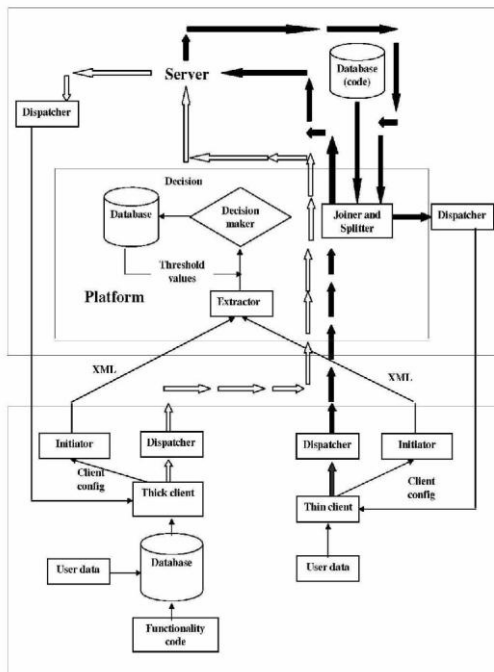 Server
Database
(code)
Dispatcher
Decision
Database
Decision
maker
Joiner and
Splitter
Dispatcher
Threshold
values
Platform
Extractor
XML
XML
Initiator
Dispatcher
Dispatcher
Initiator
Client
config
Thick client
Client
config
Thin client
User data
Database
User data
Functionality
code